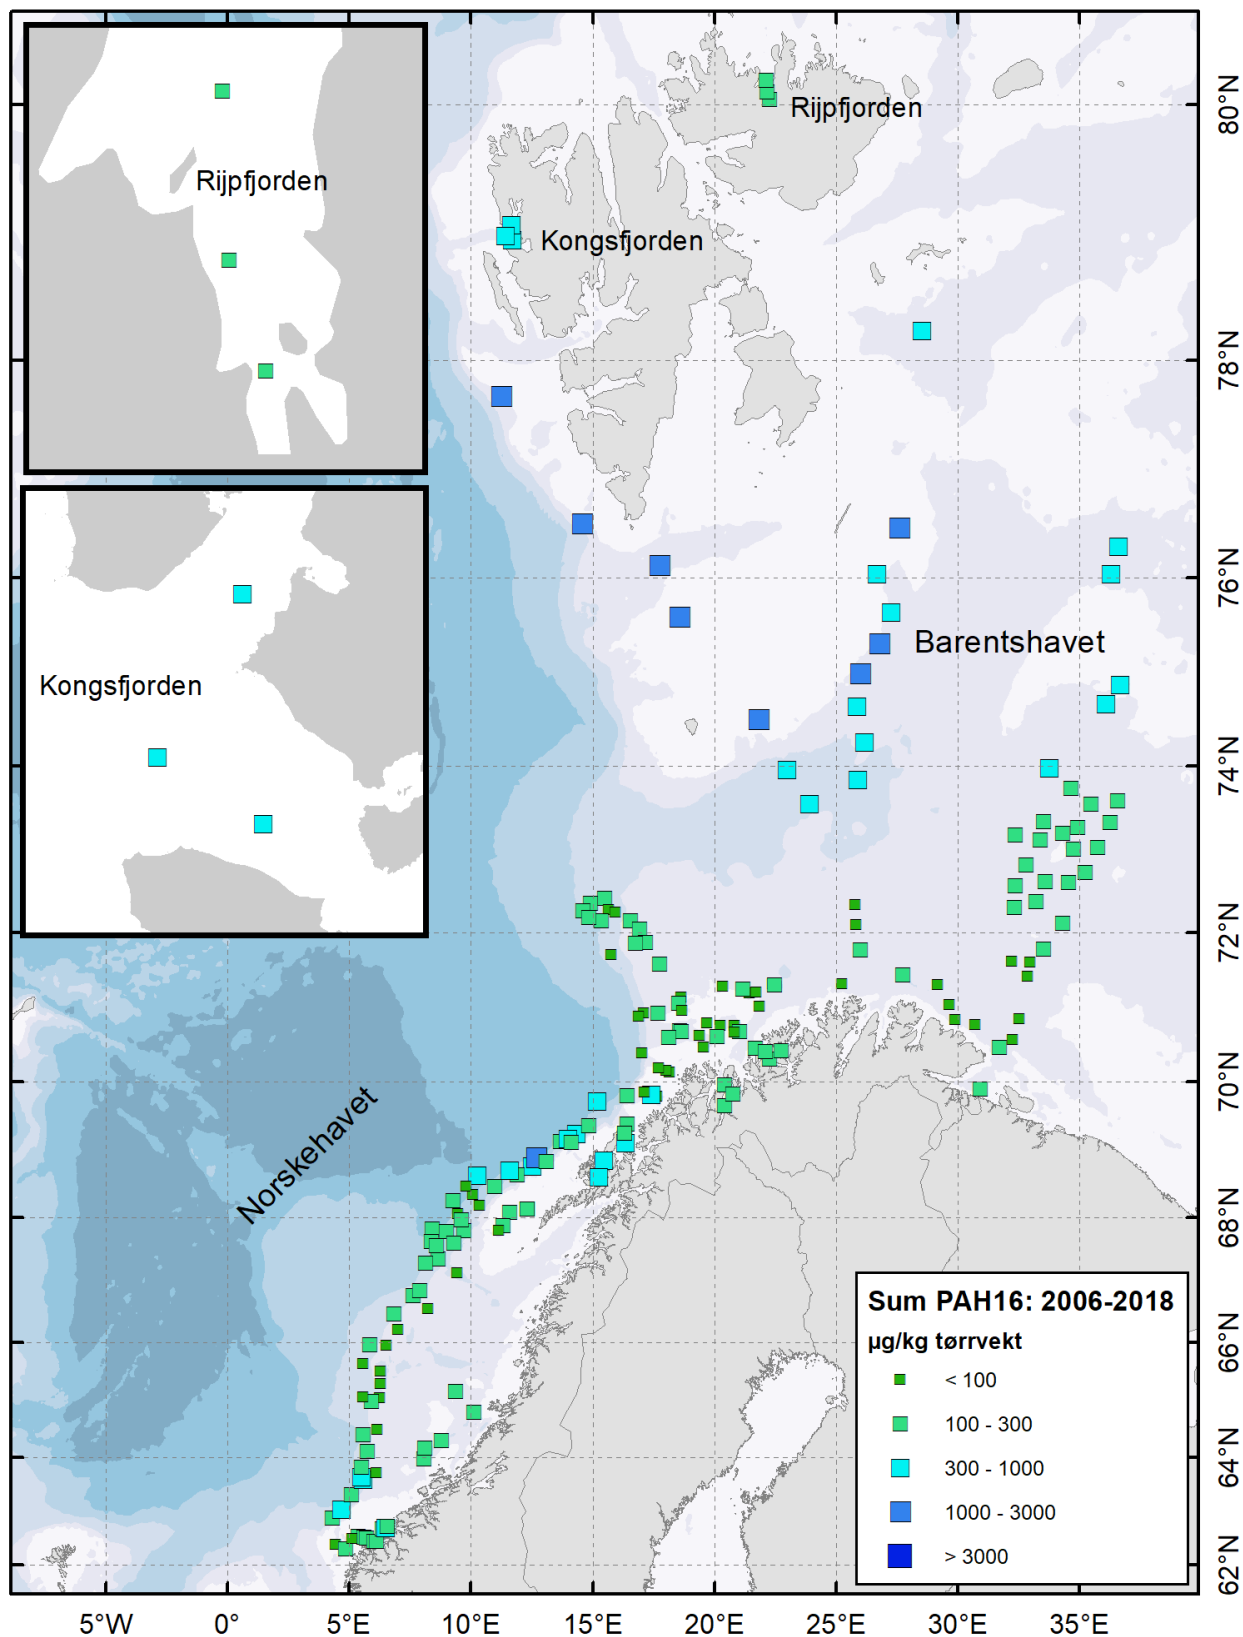 Rijpfjorden
Kongsfjorden
Rijpfjorden
Kongsfjorden
Barentshavet
Norskehavet
80°N
78°N
76°N
74°N
72°N
70°N
68°N
66°N
64°N
62°N
Sum PAH16: 2006-2018
µg/kg tørrvekt
< 100
100 - 300
300 - 1000
1000 - 3000
> 3000
5°W
0°
5°E
10°E
15°E
20°E
25°E
30°E
35°E